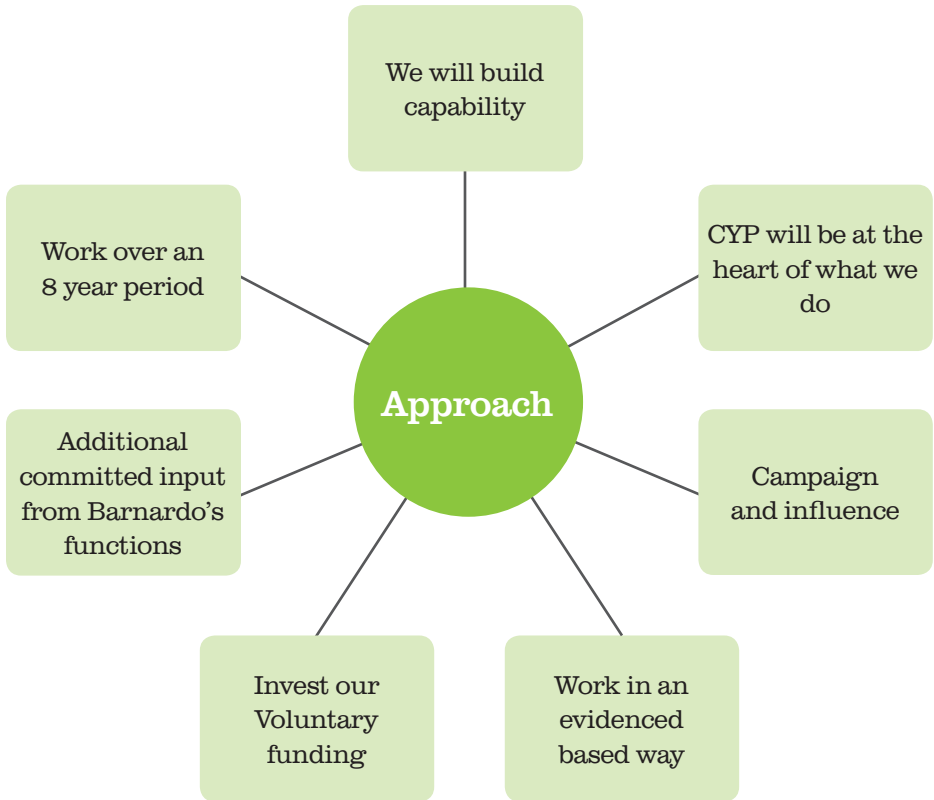 We will build
capability
CYP will be at the
heart of what we
do
Campaign
and influence
Work in an
evidenced
based way
Invest our
Voluntary
funding
Additional
committed input
from Barnardo’s
functions
Work over an
8 year period
Approach